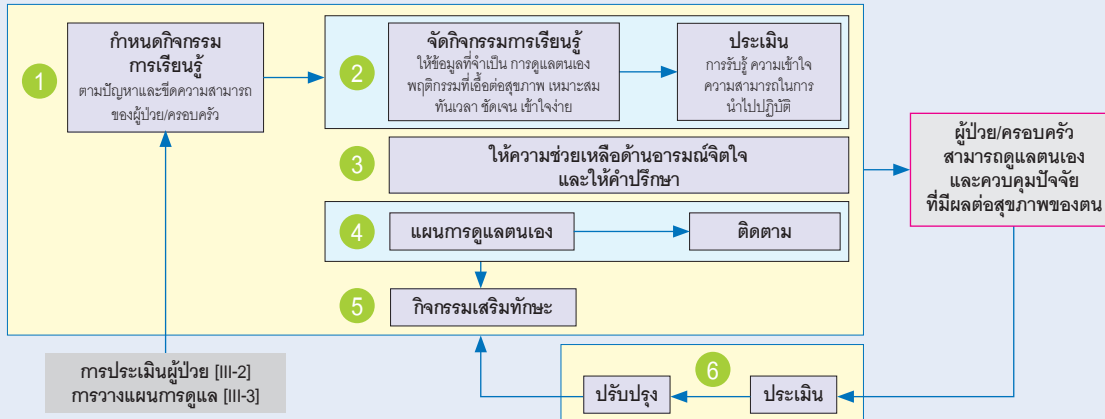 1
กำหนดกิจกรรม
การเรียนรู้
ตามปัญหาและขีดความสามารถ
ของผู้ป่วย/ครอบครัว
2
จัดกิจกรรมการเรียนรู้
ให้ข้อมูลที่จำเป็น การดูแลตนเอง
พฤติกรรมที่เอื้อต่อสุขภาพ เหมาะสม
ทันเวลา ชัดเจน เข้าใจง่าย
ประเมิน
การรับรู้ ความเข้าใจ
ความสามารถในการ
นำไปปฏิบัติ
3
ให้ความช่วยเหลือด้านอารมณ์จิตใจ
และให้คำปรึกษา
4
แผนการดูแลตนเอง
ติดตาม
5
กิจกรรมเสริมทักษะ
ผู้ป่วย/ครอบครัว
สามารถดูแลตนเอง
และควบคุมปัจจัย
ที่มีผลต่อสุขภาพของตน
การประเมินผู้ป่วย [III-2]
การวางแผนการดูแล [III-3]
6
ปรับปรุง
ประเมิน